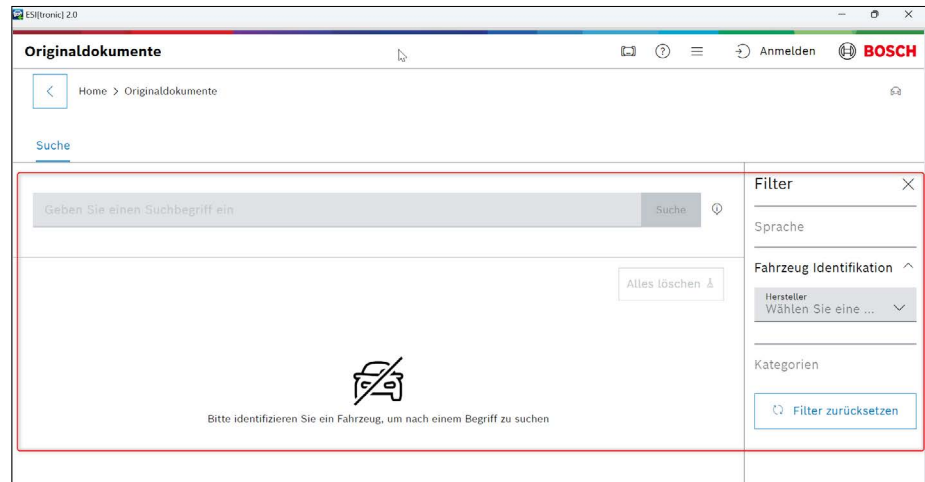 ESI[tronic] 2.0
Originaldokumente
Anmelden
BOSCH
Home > Originaldokumente
Suche
Geben Sie einen Suchbegriff ein
Suche
Alles löschen
Bitte identifizieren Sie ein Fahrzeug, um nach einem Begriff zu suchen
Filter
Sprache
Fahrzeug Identifikation
Hersteller
Wählen Sie eine ...
Kategorien
Filter zurücksetzen